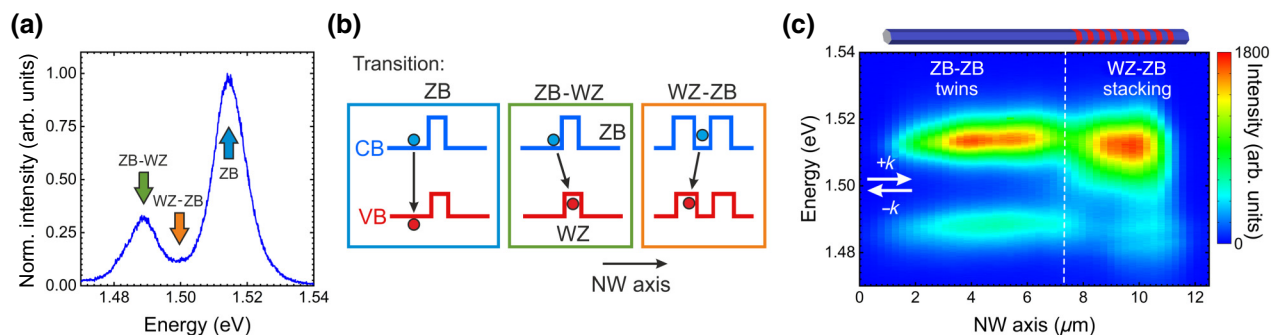 (a)
Norm. intensity (arb. units)
1.00
0.75
0.50
0.25
0.00
ZB-WZ
WZ-ZB
ZB
1.48
1.50
1.52
1.54
Energy (eV)
(b)
Transition:
ZB
ZB-WZ
WZ-ZB
CB
VB
ZB
WZ
NW axis
(c)
Energy (eV)
1.54
1.52
1.50
1.48
ZB-ZB
twins
WZ-ZB
stacking
+k
–k
0
2
4
6
8
10
12
NW axis (µm)
1800
0
Intensity (arb. units)